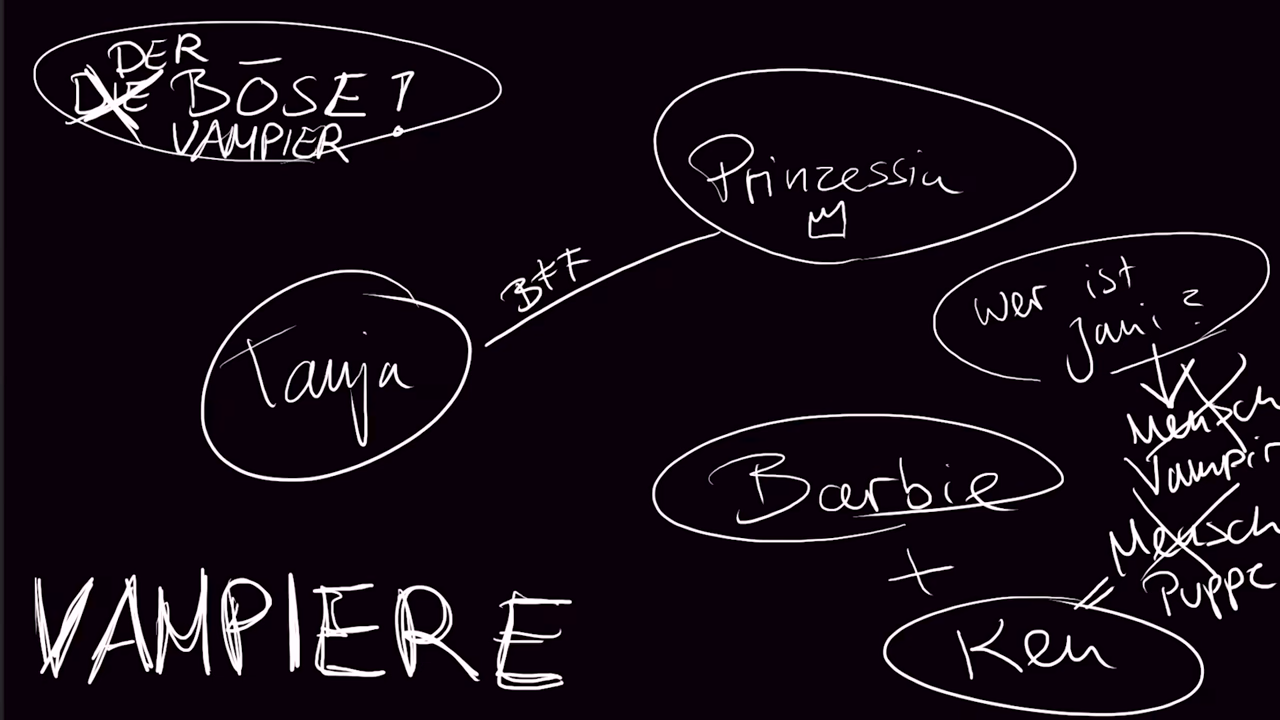 DER
DIE BÖSE!
VAMPIER
Prinzessin
BFF
Tanja
wer ist
Jani?
Mensch
Vampir
Mensch
Puppe
Barbie
+
Ken
VAMPIERE